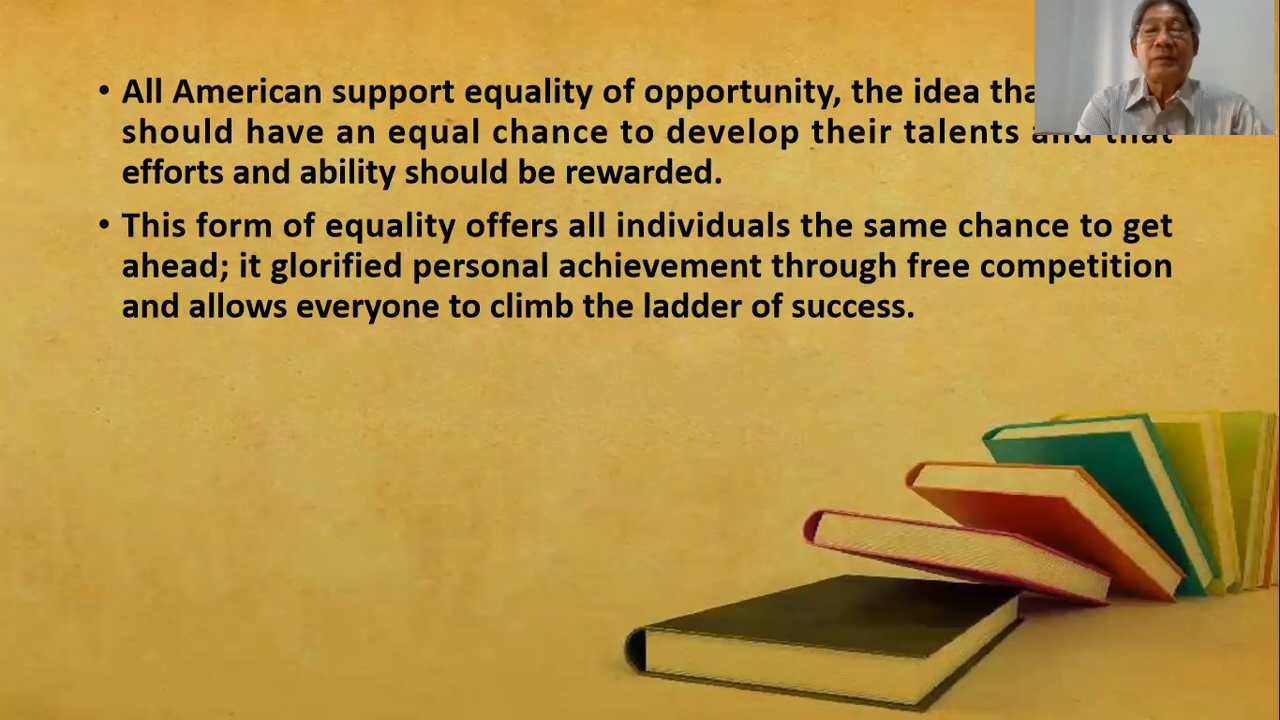 • All American support equality of opportunity, the idea
should have an equal chance to develop their talents and that
efforts and ability should be rewarded.
• This form of equality offers all individuals the same chance to get
ahead; it glorified personal achievement through free competition
and allows everyone to climb the ladder of success.